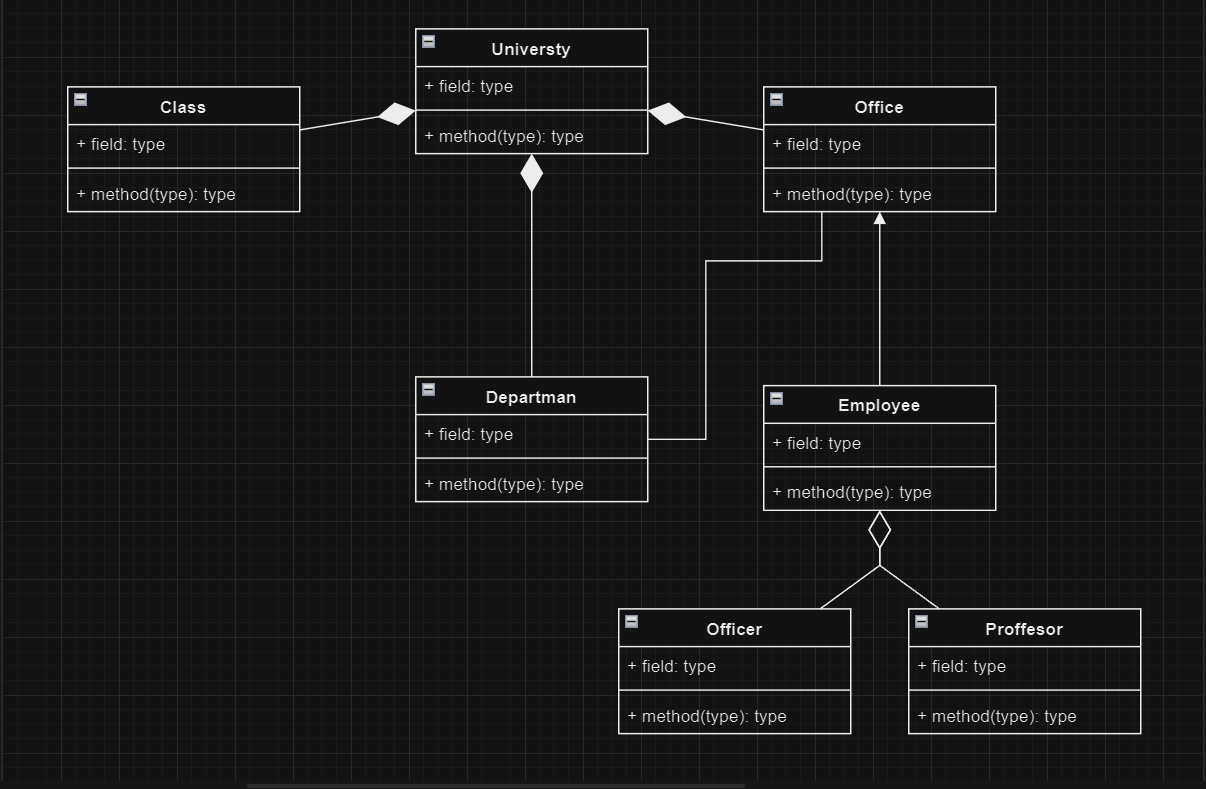 Universty
+ field: type
+ method(type): type
Class
+ field: type
+ method(type): type
Office
+ field: type
+ method(type): type
Departman
+ field: type
+ method(type): type
Employee
+ field: type
+ method(type): type
Officer
+ field: type
+ method(type): type
Proffesor
+ field: type
+ method(type): type